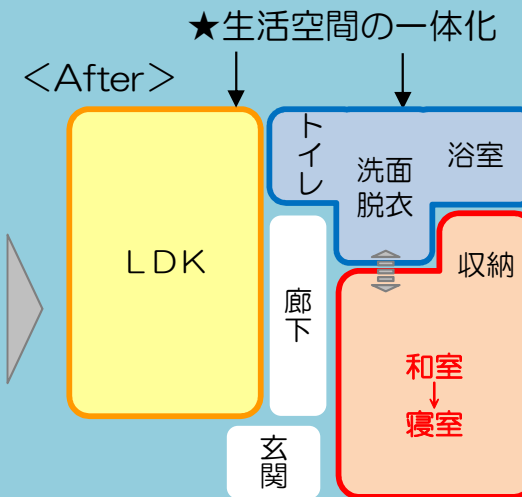 ★生活空間の一体化
＜After＞
トイレ
洗面
脱衣
浴室
LDK
収納
廊下
和室
↓
寝室
玄関